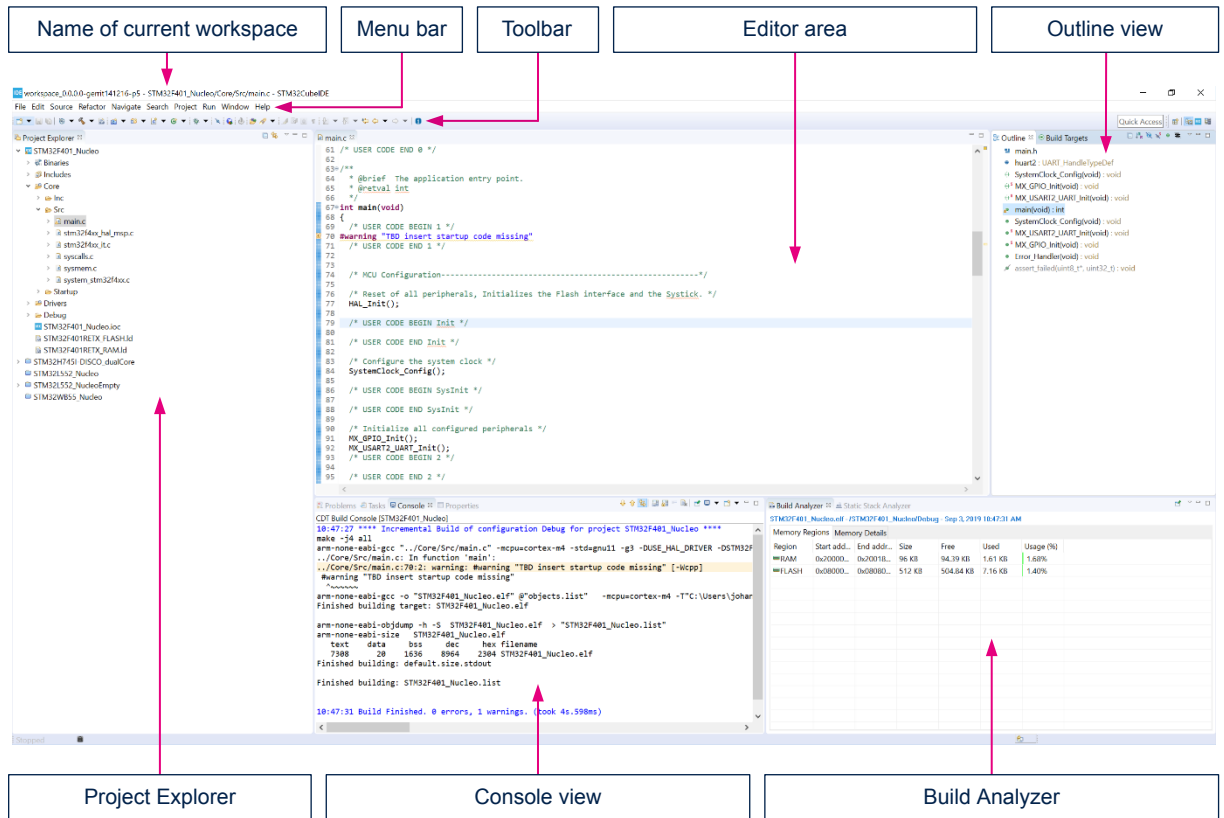 Name of current workspace
Menu bar
Toolbar
Editor area
Outline view
IDE workspace_0.0.0.0-gerrit141216-p5 - STM32F401_Nucleo/Core/Src/main.c - STM32CubeIDE
File Edit Source Refactor Navigate Search Project Run Window Help
Quick Access
Project Explorer
STM32F401_Nucleo
Binaries
Includes
Core
Inc
Src
main.c
stm32f4xx_hal_msp.c
stm32f4xx_it.c
syscalls.c
sysmem.c
system_stm32f4xx.c
Startup
Drivers
Debug
STM32F401_Nucleo.ioc
STM32F401RETX_FLASH.ld
STM32F401RETX_RAM.ld
STM32H745I-DISCO_dualCore
STM32L552_Nucleo
STM32L552_NucleoEmpty
STM32WB55_Nucleo
main.c
61 /* USER CODE END 0 */
62
63 /**
64 * @brief The application entry point.
65 * @retval int
66 */
67 int main(void)
68 {
69 /* USER CODE BEGIN 1 */
70 #warning "TBD insert startup code missing"
71 /* USER CODE END 1 */
72
73
74 /* MCU Configuration--------------------------------------------------------*/
75
76 /* Reset of all peripherals, Initializes the Flash interface and the Systick. */
77 HAL_Init();
78
79 /* USER CODE BEGIN Init */
80
81 /* USER CODE END Init */
82
83 /* Configure the system clock */
84 SystemClock_Config();
85
86 /* USER CODE BEGIN SysInit */
87
88 /* USER CODE END SysInit */
89
90 /* Initialize all configured peripherals */
91 MX_GPIO_Init();
92 MX_USART2_UART_Init();
93 /* USER CODE BEGIN 2 */
94
95 /* USER CODE END 2 */
Outline Build Targets
main.h
huart2 : UART_HandleTypeDef
SystemClock_Config(void) : void
MX_GPIO_Init(void) : void
MX_USART2_UART_Init(void) : void
main(void) : int
SystemClock_Config(void) : void
MX_USART2_UART_Init(void) : void
MX_GPIO_Init(void) : void
Error_Handler(void) : void
assert_failed(uint8_t*, uint32_t) : void
Problems Tasks Console Properties
CDT Build Console [STM32F401_Nucleo]
10:47:27 **** Incremental Build of configuration Debug for project STM32F401_Nucleo ****
make -j4 all
arm-none-eabi-gcc "../Core/Src/main.c" -mcpu=cortex-m4 -std=gnu11 -g3 -DUSE_HAL_DRIVER -DSTM32F
../Core/Src/main.c: In function 'main':
../Core/Src/main.c:70:2: warning: #warning "TBD insert startup code missing" [-Wcpp]
#warning "TBD insert startup code missing"
^~~~~~~
arm-none-eabi-gcc -o "STM32F401_Nucleo.elf" @"objects.list" -mcpu=cortex-m4 -T"C:\Users\johar
Finished building target: STM32F401_Nucleo.elf
arm-none-eabi-objdump -h -S STM32F401_Nucleo.elf > "STM32F401_Nucleo.list"
arm-none-eabi-size STM32F401_Nucleo.elf
text data bss dec hex filename
7308 20 1636 8964 2304 STM32F401_Nucleo.elf
Finished building: default.size.stdout
Finished building: STM32F401_Nucleo.list
10:47:31 Build Finished. 0 errors, 1 warnings. (took 4s.598ms)
Build Analyzer Static Stack Analyzer
STM32F401_Nucleo.elf - /STM32F401_Nucleo/Debug - Sep 3, 2019 10:47:31 AM
Memory Regions Memory Details
Region Start add... End addr... Size Free Used Usage (%)
RAM 0x20000... 0x20018... 96 KB 94.39 KB 1.61 KB 1.68%
FLASH 0x08000... 0x08080... 512 KB 504.84 KB 7.16 KB 1.40%
Stopped
Project Explorer
Console view
Build Analyzer